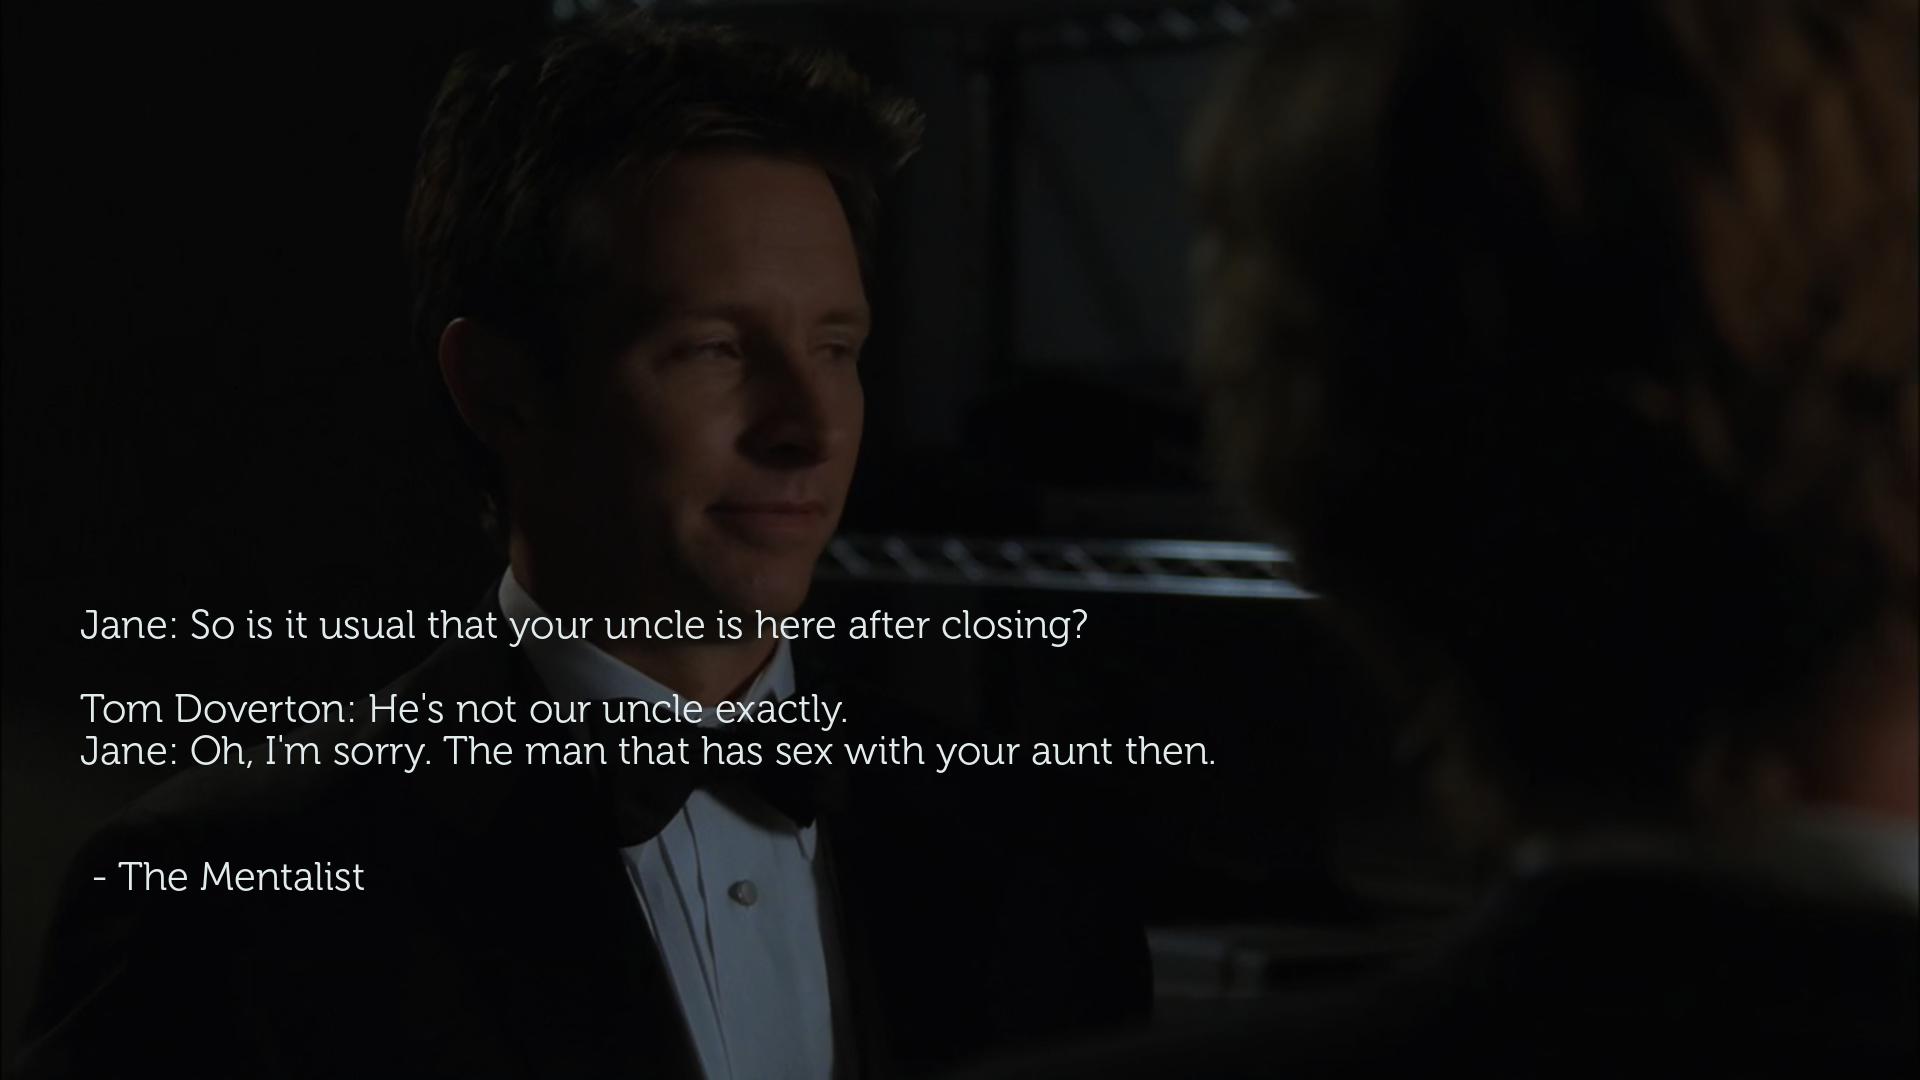 Jane: So is it usual that your uncle is here after closing?
Tom Doverton: He's not our uncle exactly.
Jane: Oh, I'm sorry. The man that has sex with your aunt then.
- The Mentalist